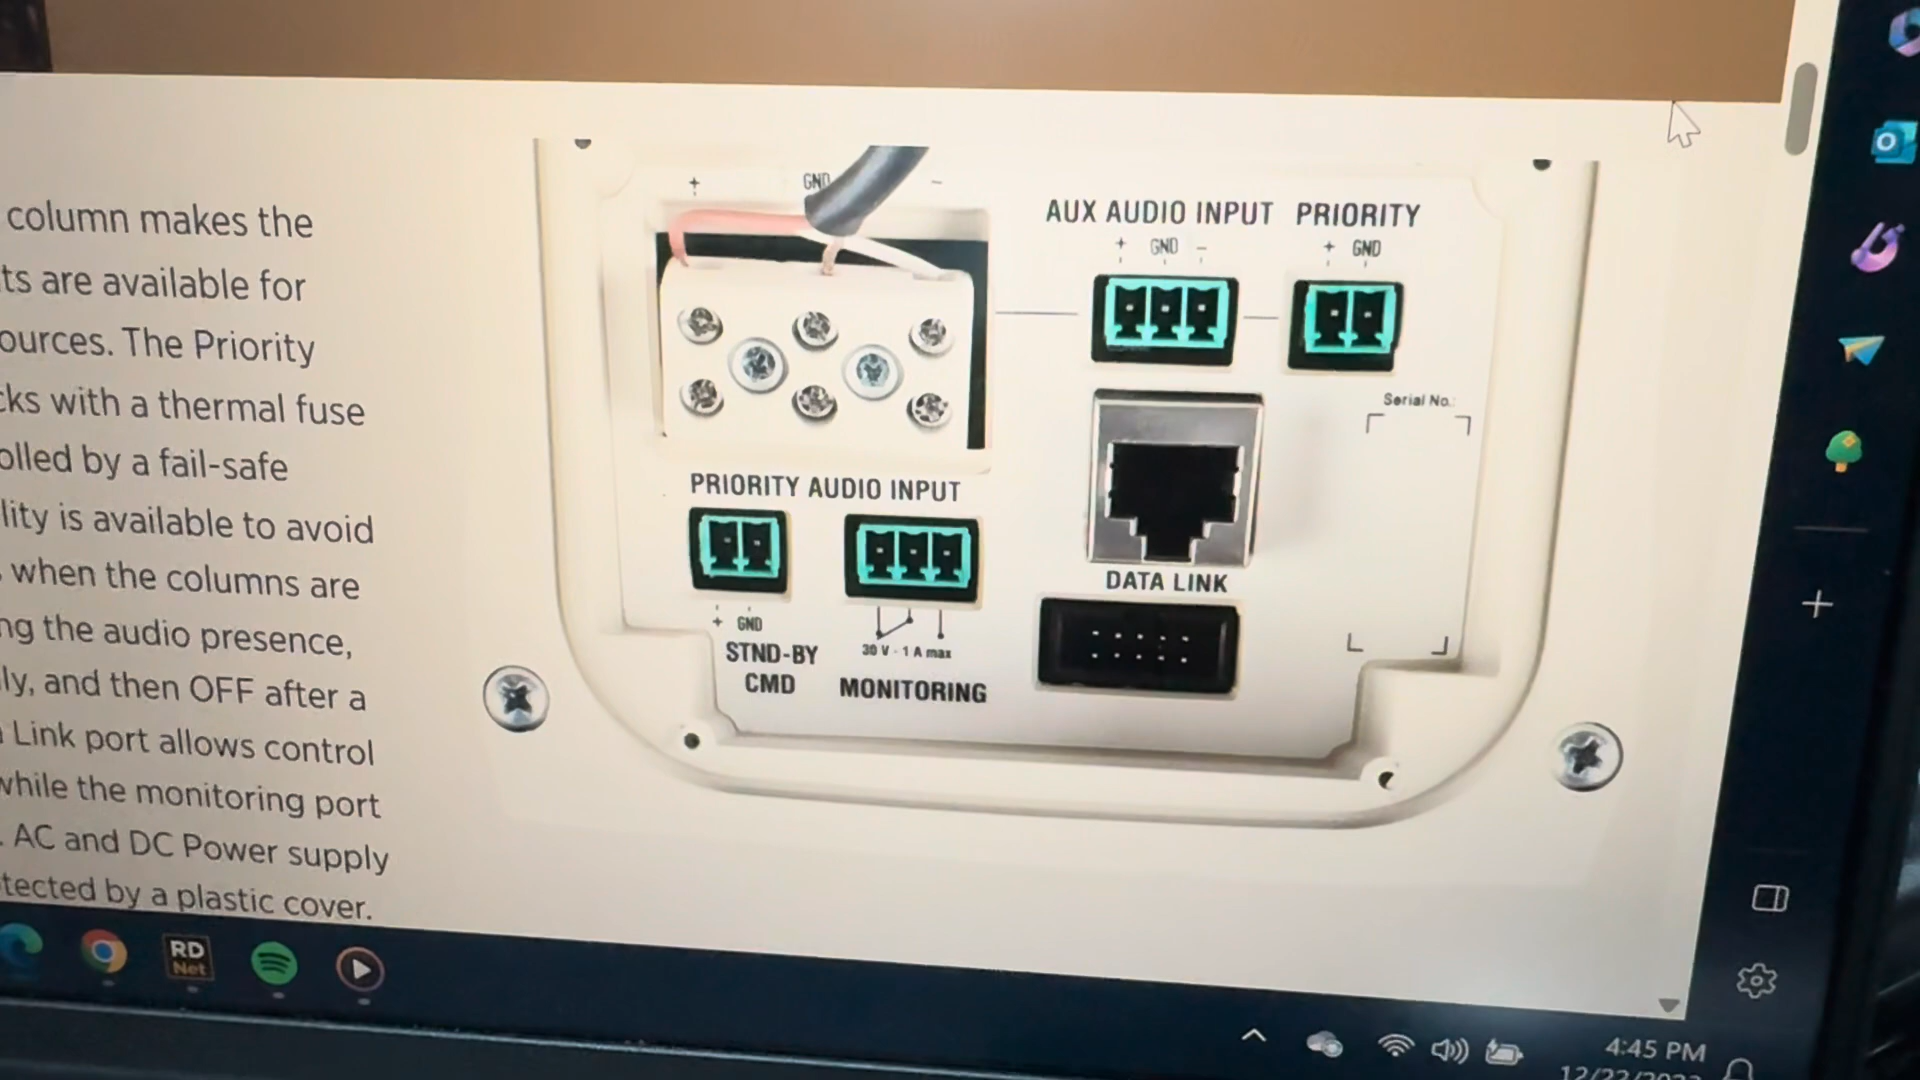 column makes the
ts are available for
ources. The Priority
cks with a thermal fuse
olled by a fail-safe
lity is available to avoid
. when the columns are
ng the audio presence,
ly, and then OFF after a
Link port allows control
while the monitoring port
. AC and DC Power supply
tected by a plastic cover.
+ GND -
AUX AUDIO INPUT PRIORITY
+ GND - + GND
Serial No.:
PRIORITY AUDIO INPUT
DATA LINK
+ GND
30 V - 1 A max
STND-BY
CMD
MONITORING
RD
Net
4:45 PM